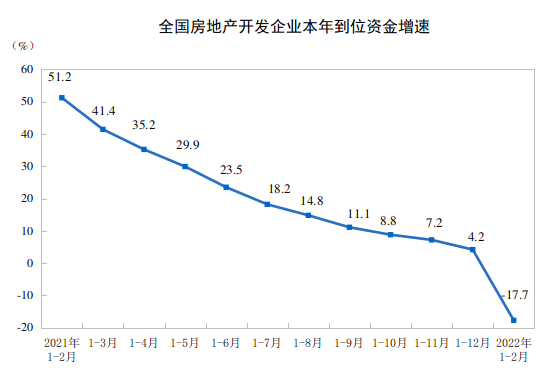 全国房地产开发企业本年到位资金增速
（%）
60
50
40
30
20
10
0
-10
-20
51.2
41.4
35.2
29.9
23.5
18.2
14.8
11.1
8.8
7.2
4.2
-17.7
2021年
1-2月
1-3月
1-4月
1-5月
1-6月
1-7月
1-8月
1-9月
1-10月
1-11月
1-12月
2022年
1-2月